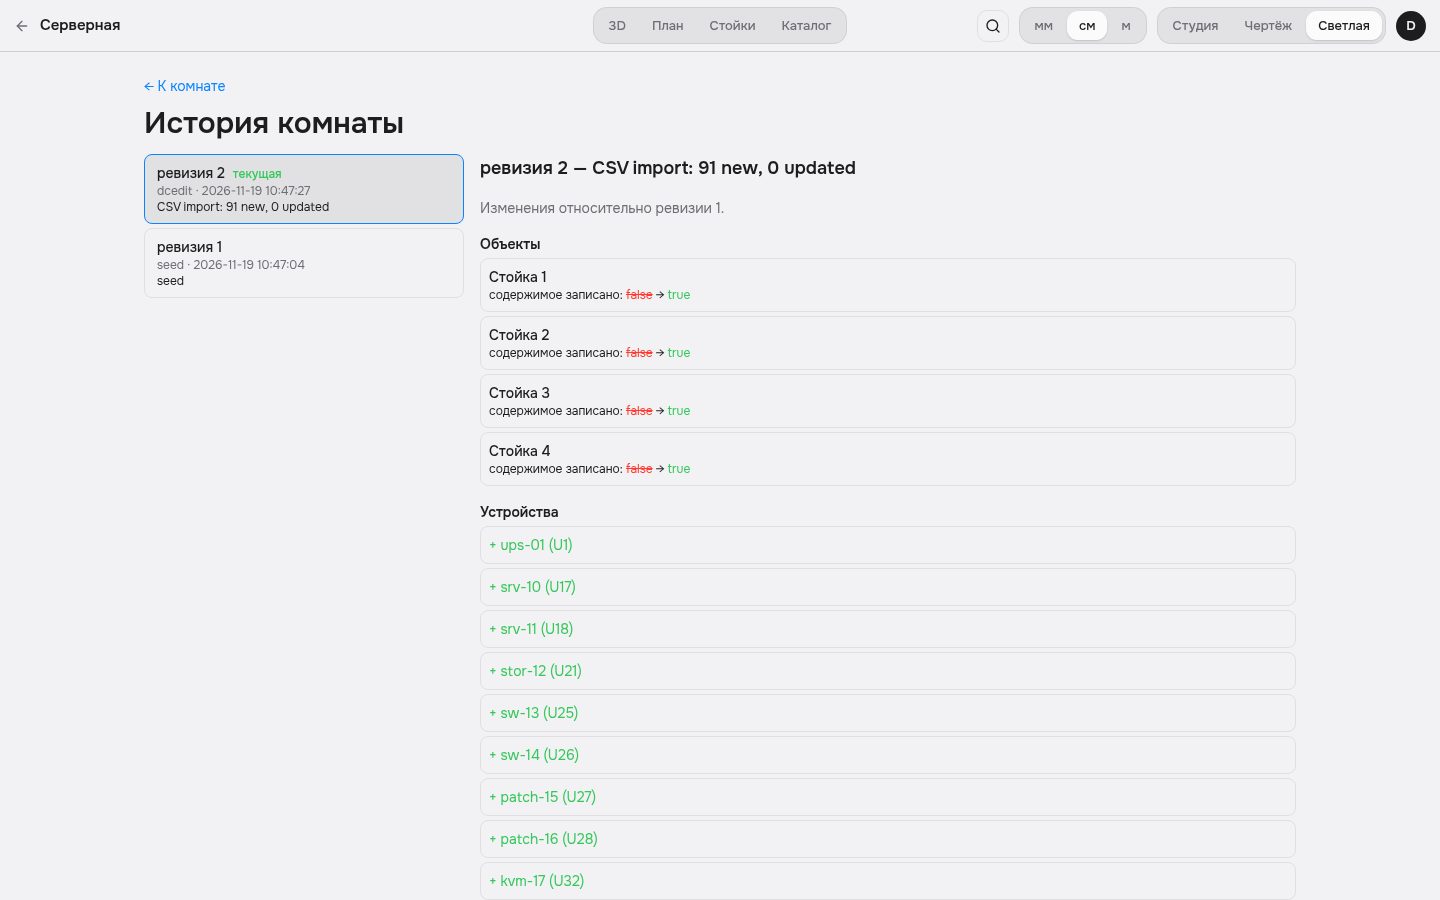 Серверная
3D План Стойки Каталог
мм см м
Студия Чертёж Светлая
D
← К комнате
История комнаты
ревизия 2 текущая
dcedit · 2026-11-19 10:47:27
CSV import: 91 new, 0 updated
ревизия 1
seed · 2026-11-19 10:47:04
seed
ревизия 2 — CSV import: 91 new, 0 updated
Изменения относительно ревизии 1.
Объекты
Стойка 1
содержимое записано: false → true
Стойка 2
содержимое записано: false → true
Стойка 3
содержимое записано: false → true
Стойка 4
содержимое записано: false → true
Устройства
+ ups-01 (U1)
+ srv-10 (U17)
+ srv-11 (U18)
+ stor-12 (U21)
+ sw-13 (U25)
+ sw-14 (U26)
+ patch-15 (U27)
+ patch-16 (U28)
+ kvm-17 (U32)